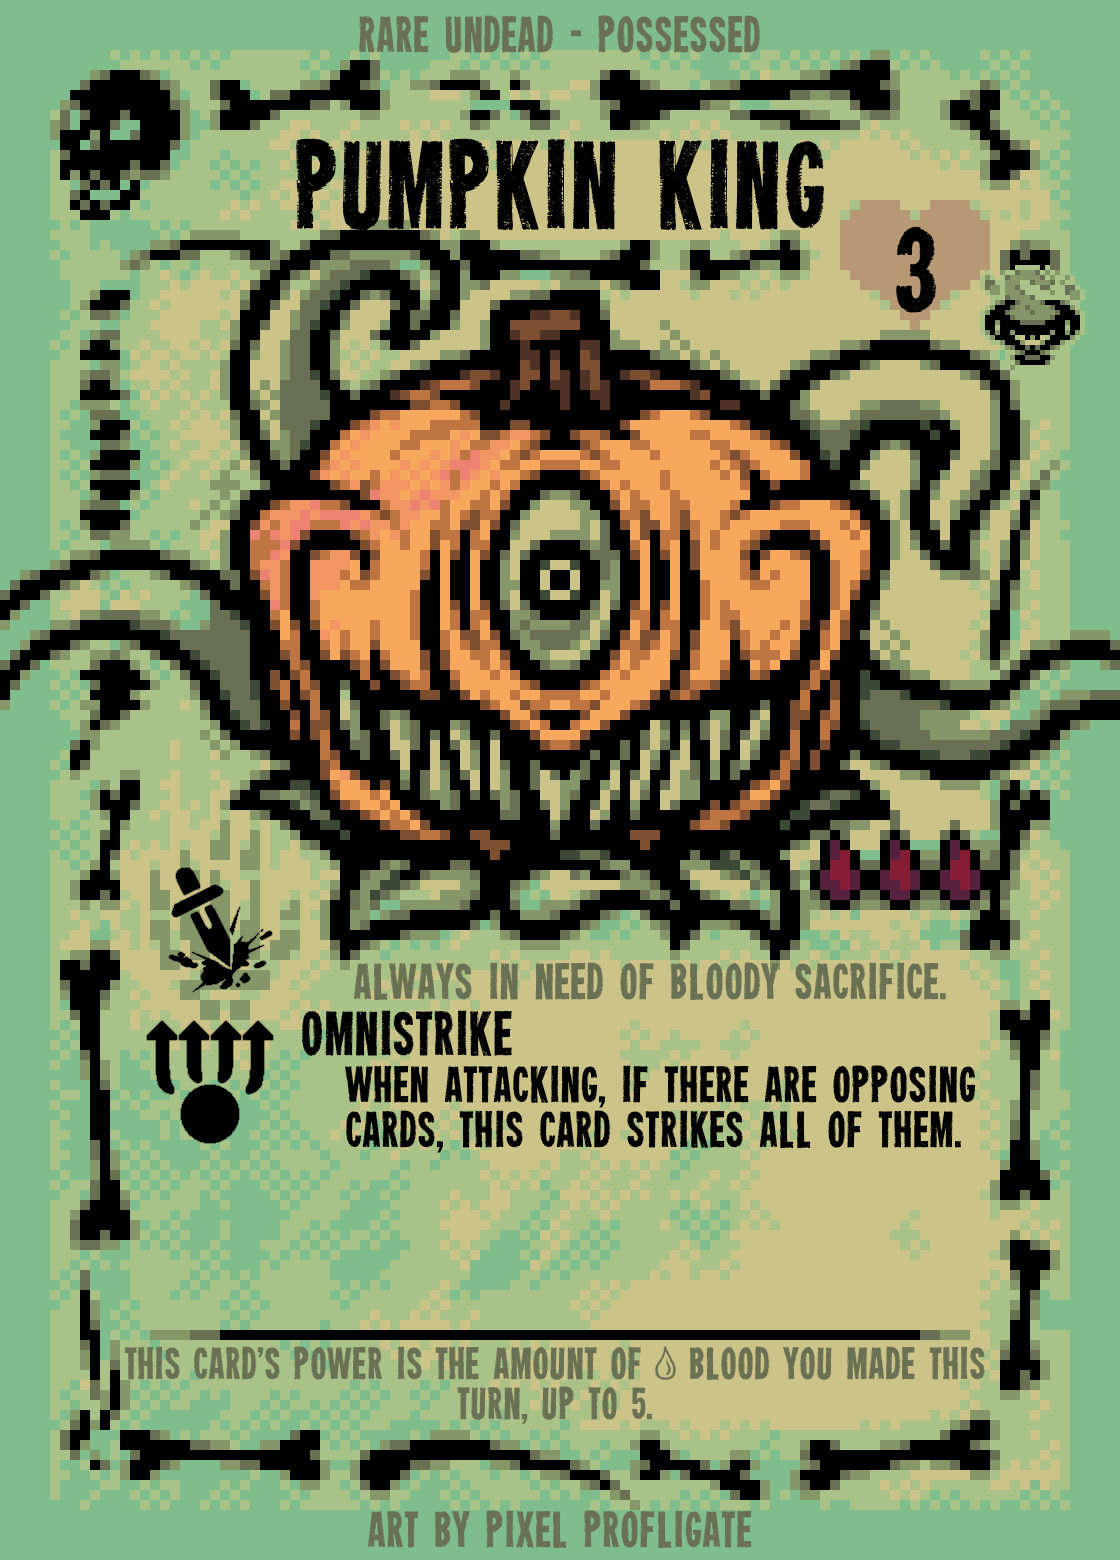 RARE UNDEAD - POSSESSED
PUMPKIN KING
3
ALWAYS IN NEED OF BLOODY SACRIFICE.
OMNISTRIKE
WHEN ATTACKING, IF THERE ARE OPPOSING
CARDS, THIS CARD STRIKES ALL OF THEM.
THIS CARD'S POWER IS THE AMOUNT OF BLOOD YOU MADE THIS
TURN, UP TO 5.
ART BY PIXEL PROFLIGATE